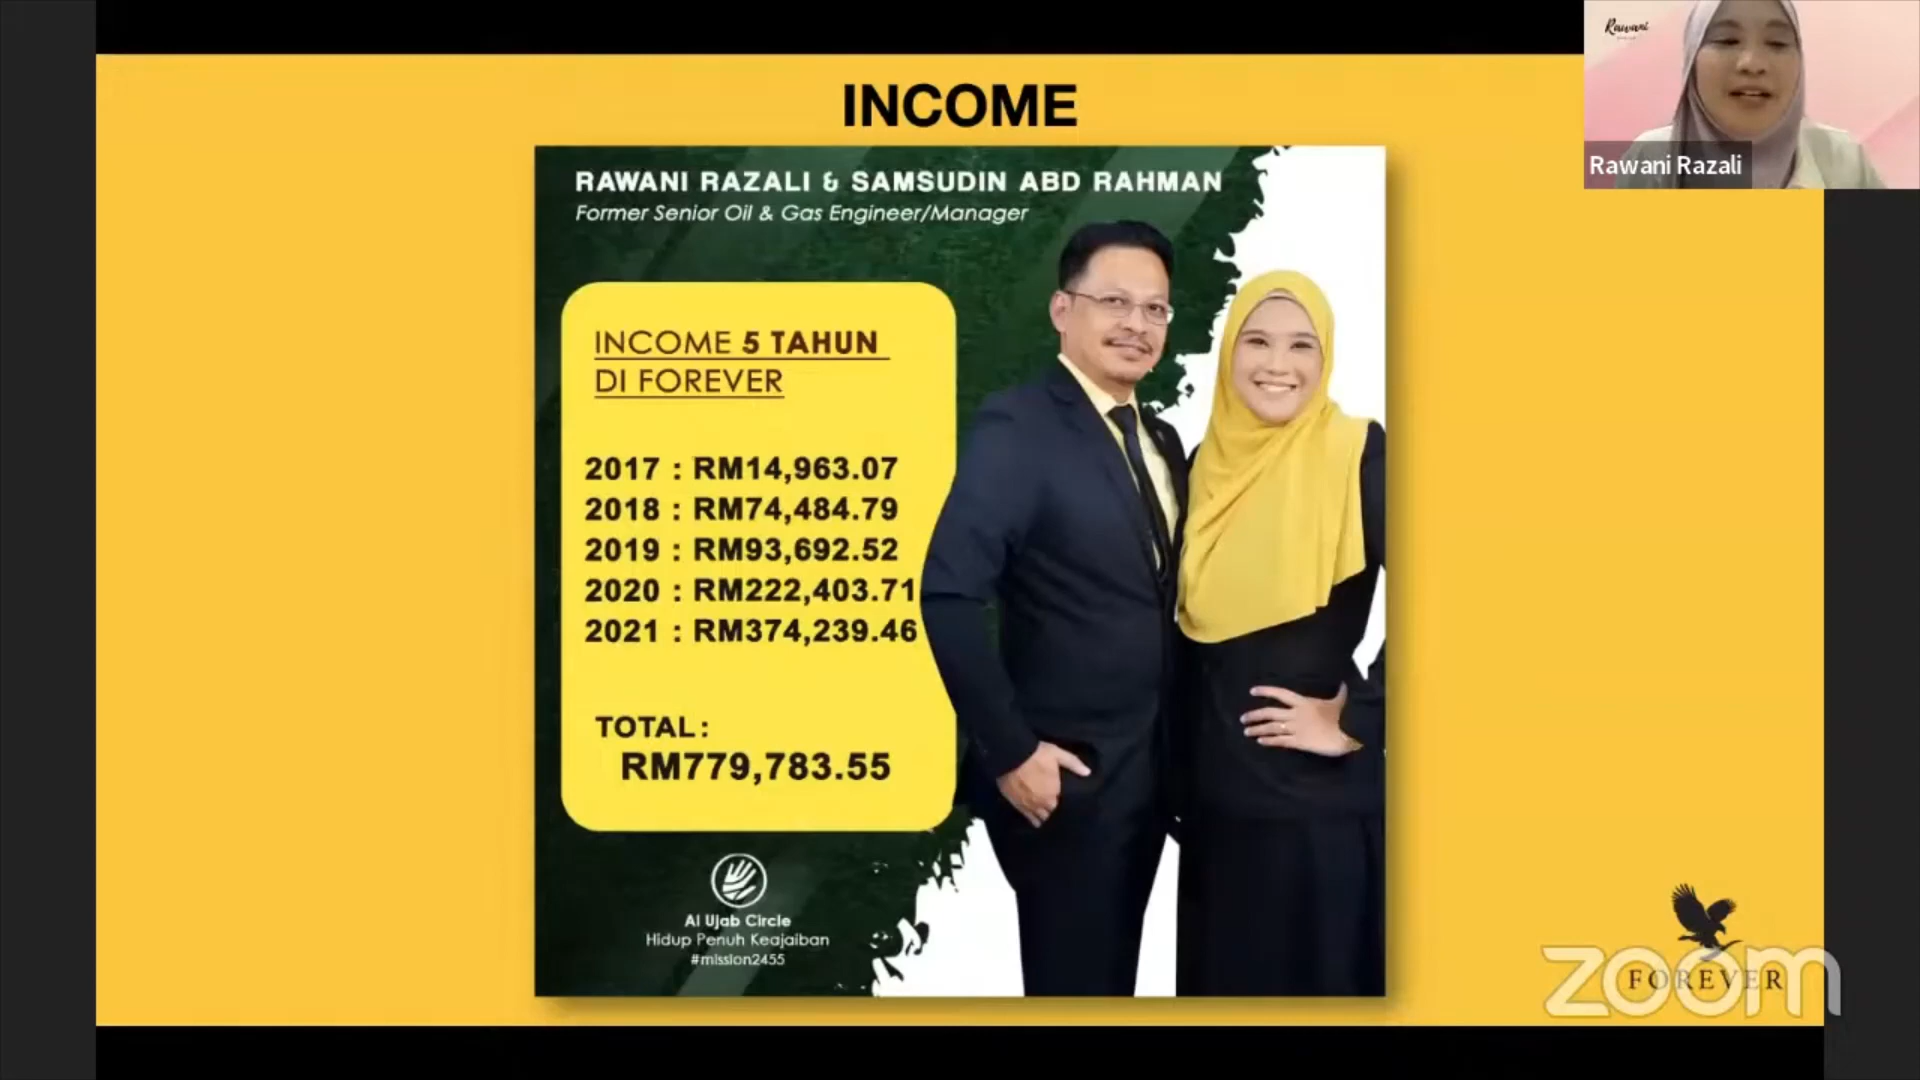 INCOME
Rawani
Rawani Razali
RAWANI RAZALI & SAMSUDIN ABD RAHMAN
Former Senior Oil & Gas Engineer/Manager
INCOME 5 TAHUN
DI FOREVER
2017 : RM14,963.07
2018 : RM74,484.79
2019 : RM93,692.52
2020 : RM222,403.71
2021 : RM374,239.46
TOTAL:
RM779,783.55
Al Ujab Circle
Hidup Penuh Keajaiban
#mission2455
FOREVER
zoom